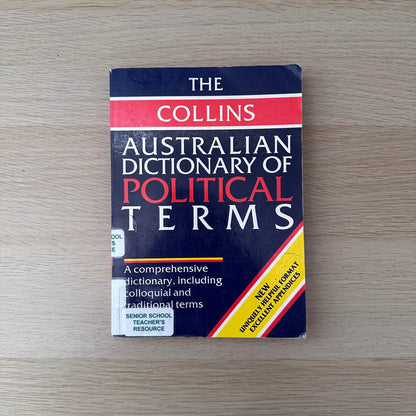 THE
COLLINS
AUSTRALIAN
DICTIONARY OF
POLITICAL
TERMS
A comprehensive
dictionary, including
colloquial and
traditional terms
NEW
UNIQUELY HELPFUL FORMAT
EXCELLENT APPENDICES
SENIOR SCHOOL
TEACHER'S
RESOURCE